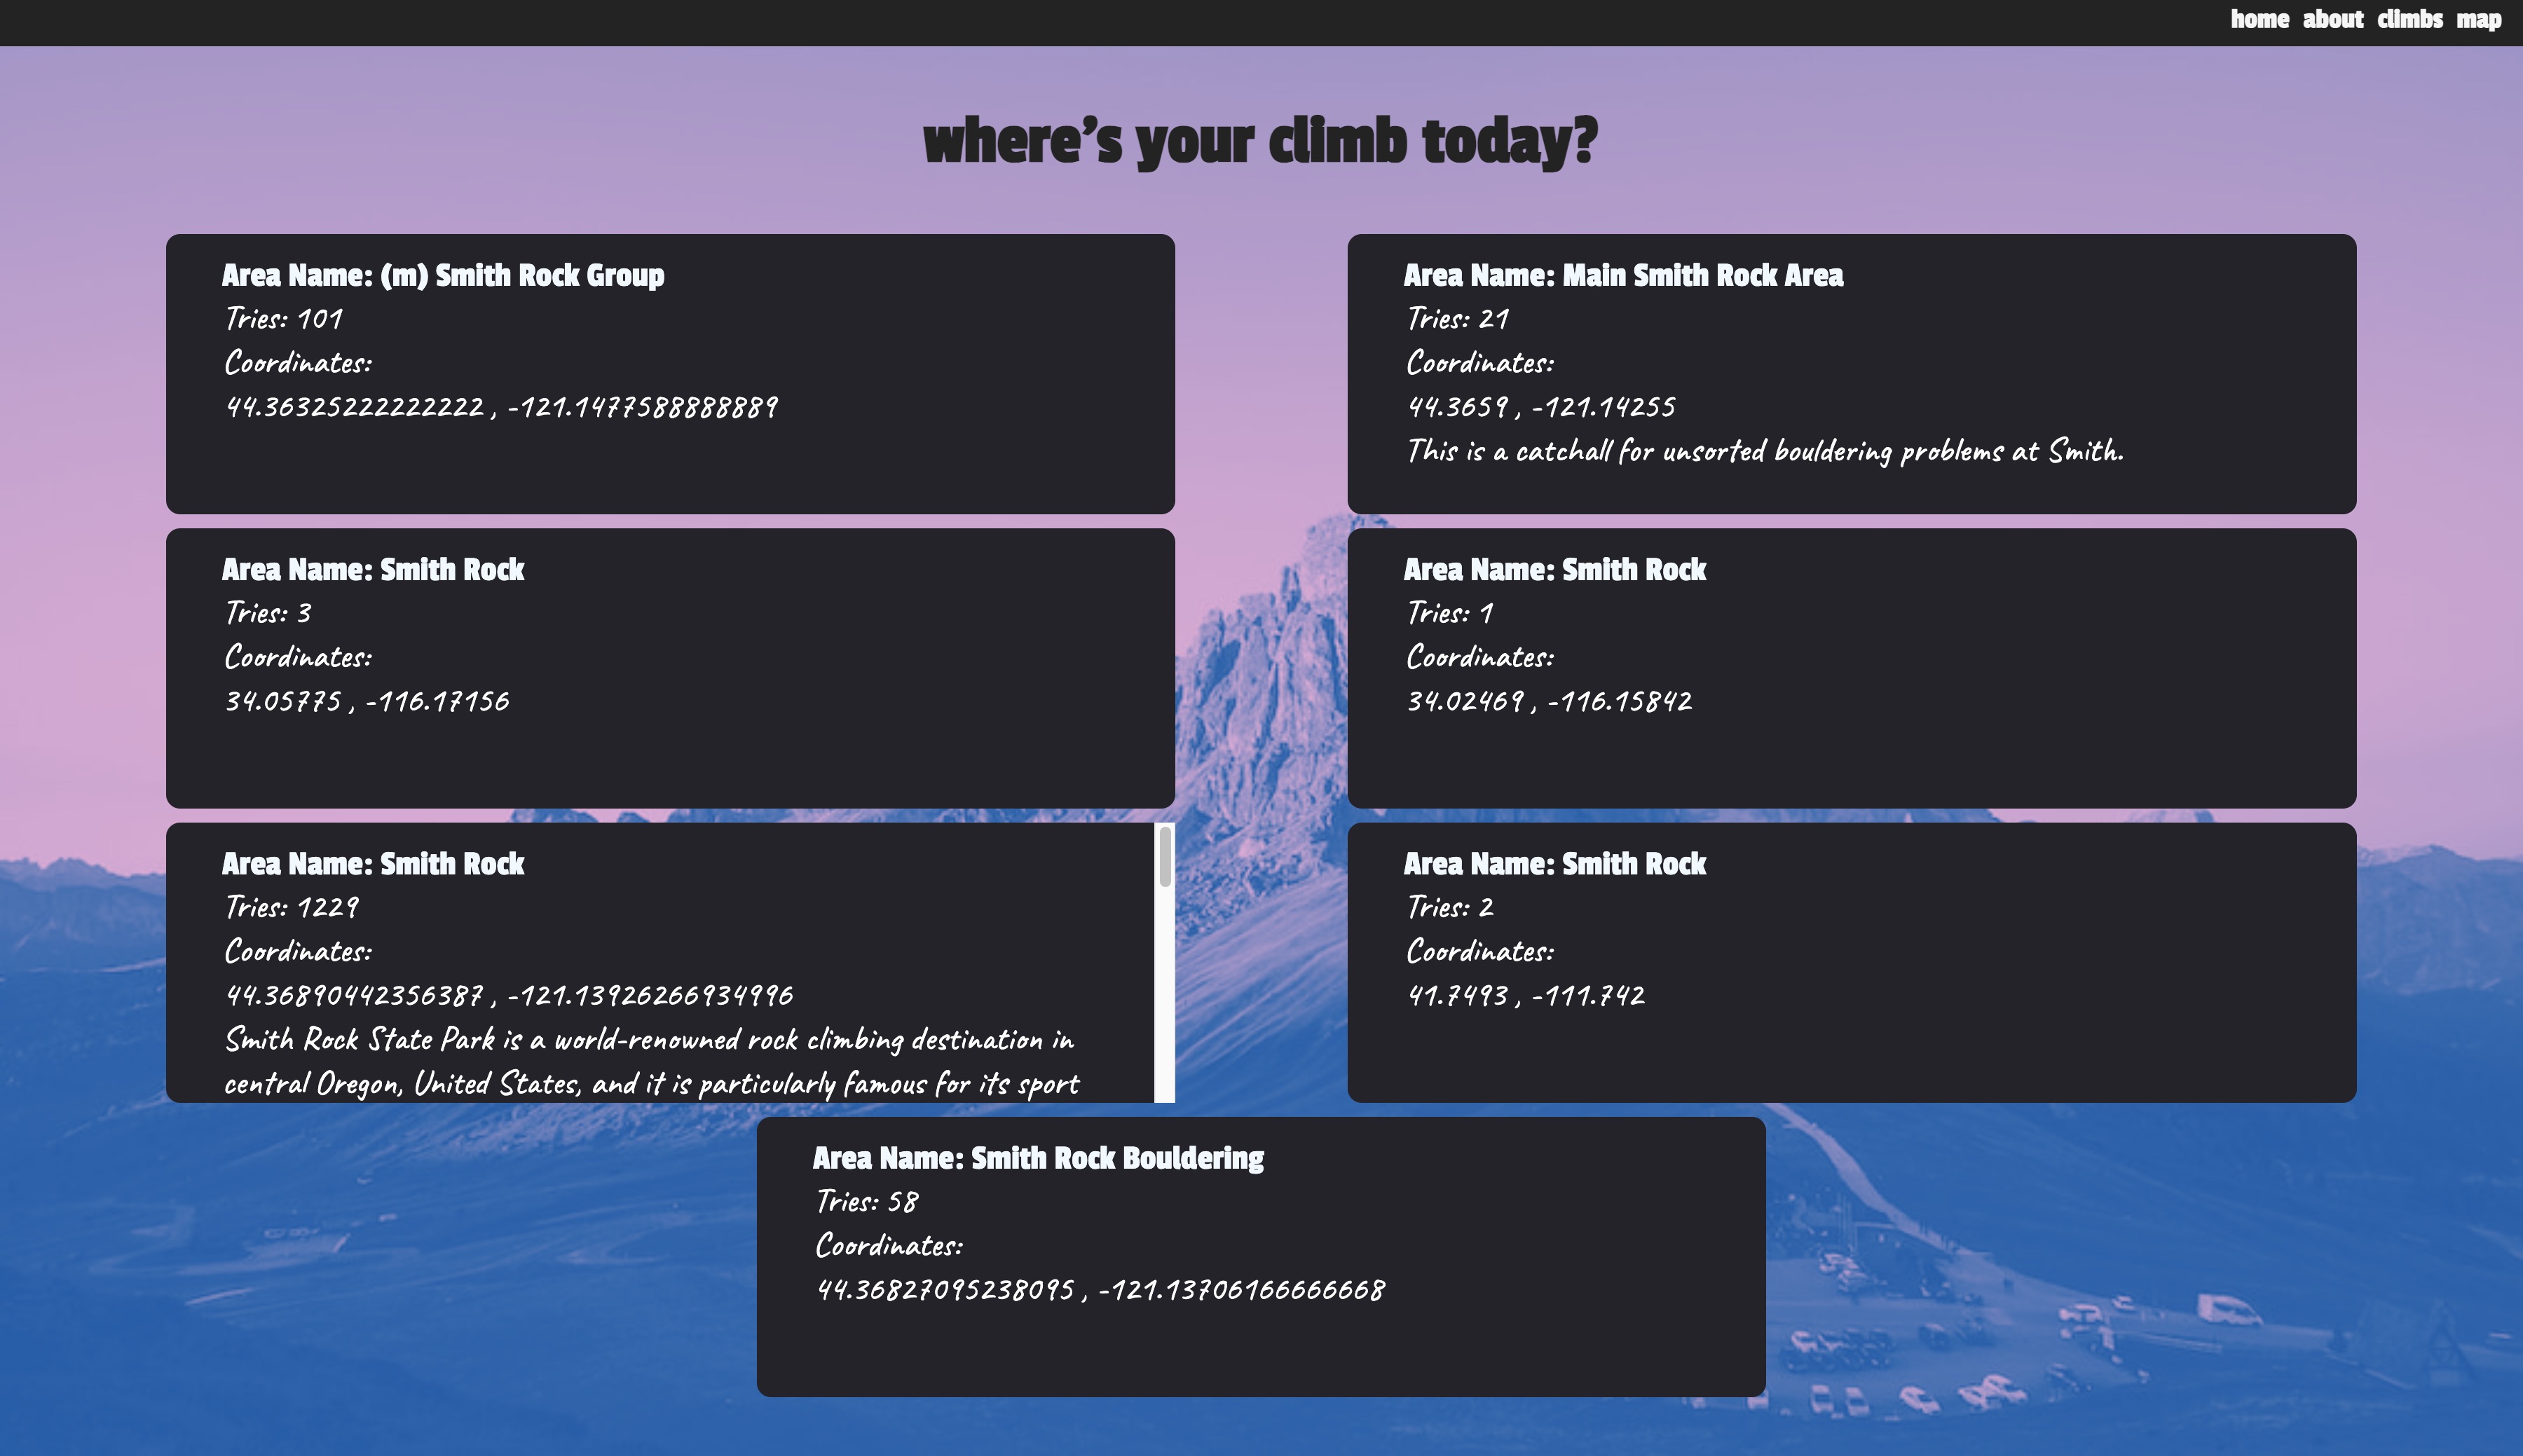 home about climbs map
where's your climb today?
Area Name: (m) Smith Rock Group
Tries: 101
Coordinates:
44.36325222222222 , -121.1477588888889
Area Name: Main Smith Rock Area
Tries: 21
Coordinates:
44.3659 , -121.14255
This is a catchall for unsorted bouldering problems at Smith.
Area Name: Smith Rock
Tries: 3
Coordinates:
34.05775 , -116.17156
Area Name: Smith Rock
Tries: 1
Coordinates:
34.02469 , -116.15842
Area Name: Smith Rock
Tries: 1229
Coordinates:
44.36890442356387 , -121.13926266934996
Smith Rock State Park is a world-renowned rock climbing destination in
central Oregon, United States, and it is particularly famous for its sport
Area Name: Smith Rock
Tries: 2
Coordinates:
41.7493 , -111.742
Area Name: Smith Rock Bouldering
Tries: 58
Coordinates:
44.36827095238095 , -121.13706166666668